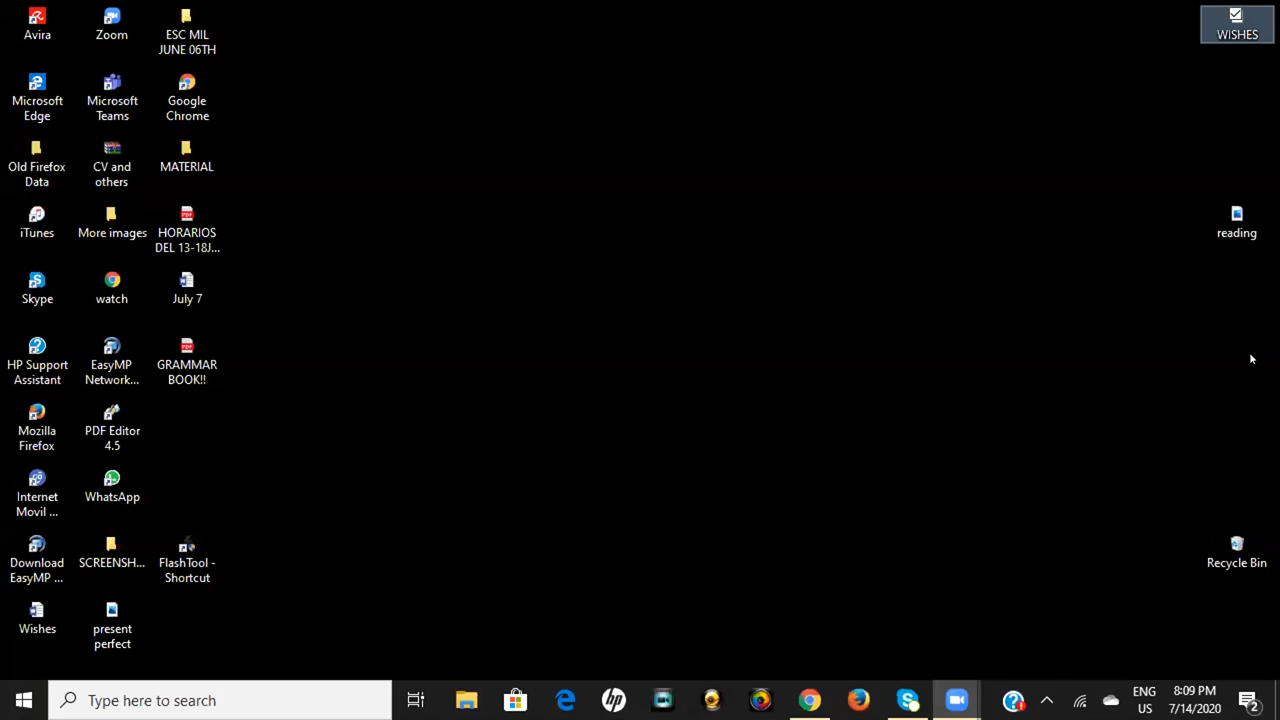 Avira
Zoom
ESC MIL
JUNE 06TH
WISHES
Microsoft
Edge
Microsoft
Teams
Google
Chrome
Old Firefox
Data
CV and
others
MATERIAL
iTunes
More images
HORARIOS
DEL 13-18J...
reading
Skype
watch
July 7
HP Support
Assistant
EasyMP
Network...
GRAMMAR
BOOK!!
Mozilla
Firefox
PDF Editor
4.5
Internet
Movil ...
WhatsApp
Download
EasyMP ...
SCREENSH...
FlashTool -
Shortcut
Recycle Bin
Wishes
present
perfect
Type here to search
ENG
US
8:09 PM
7/14/2020
2